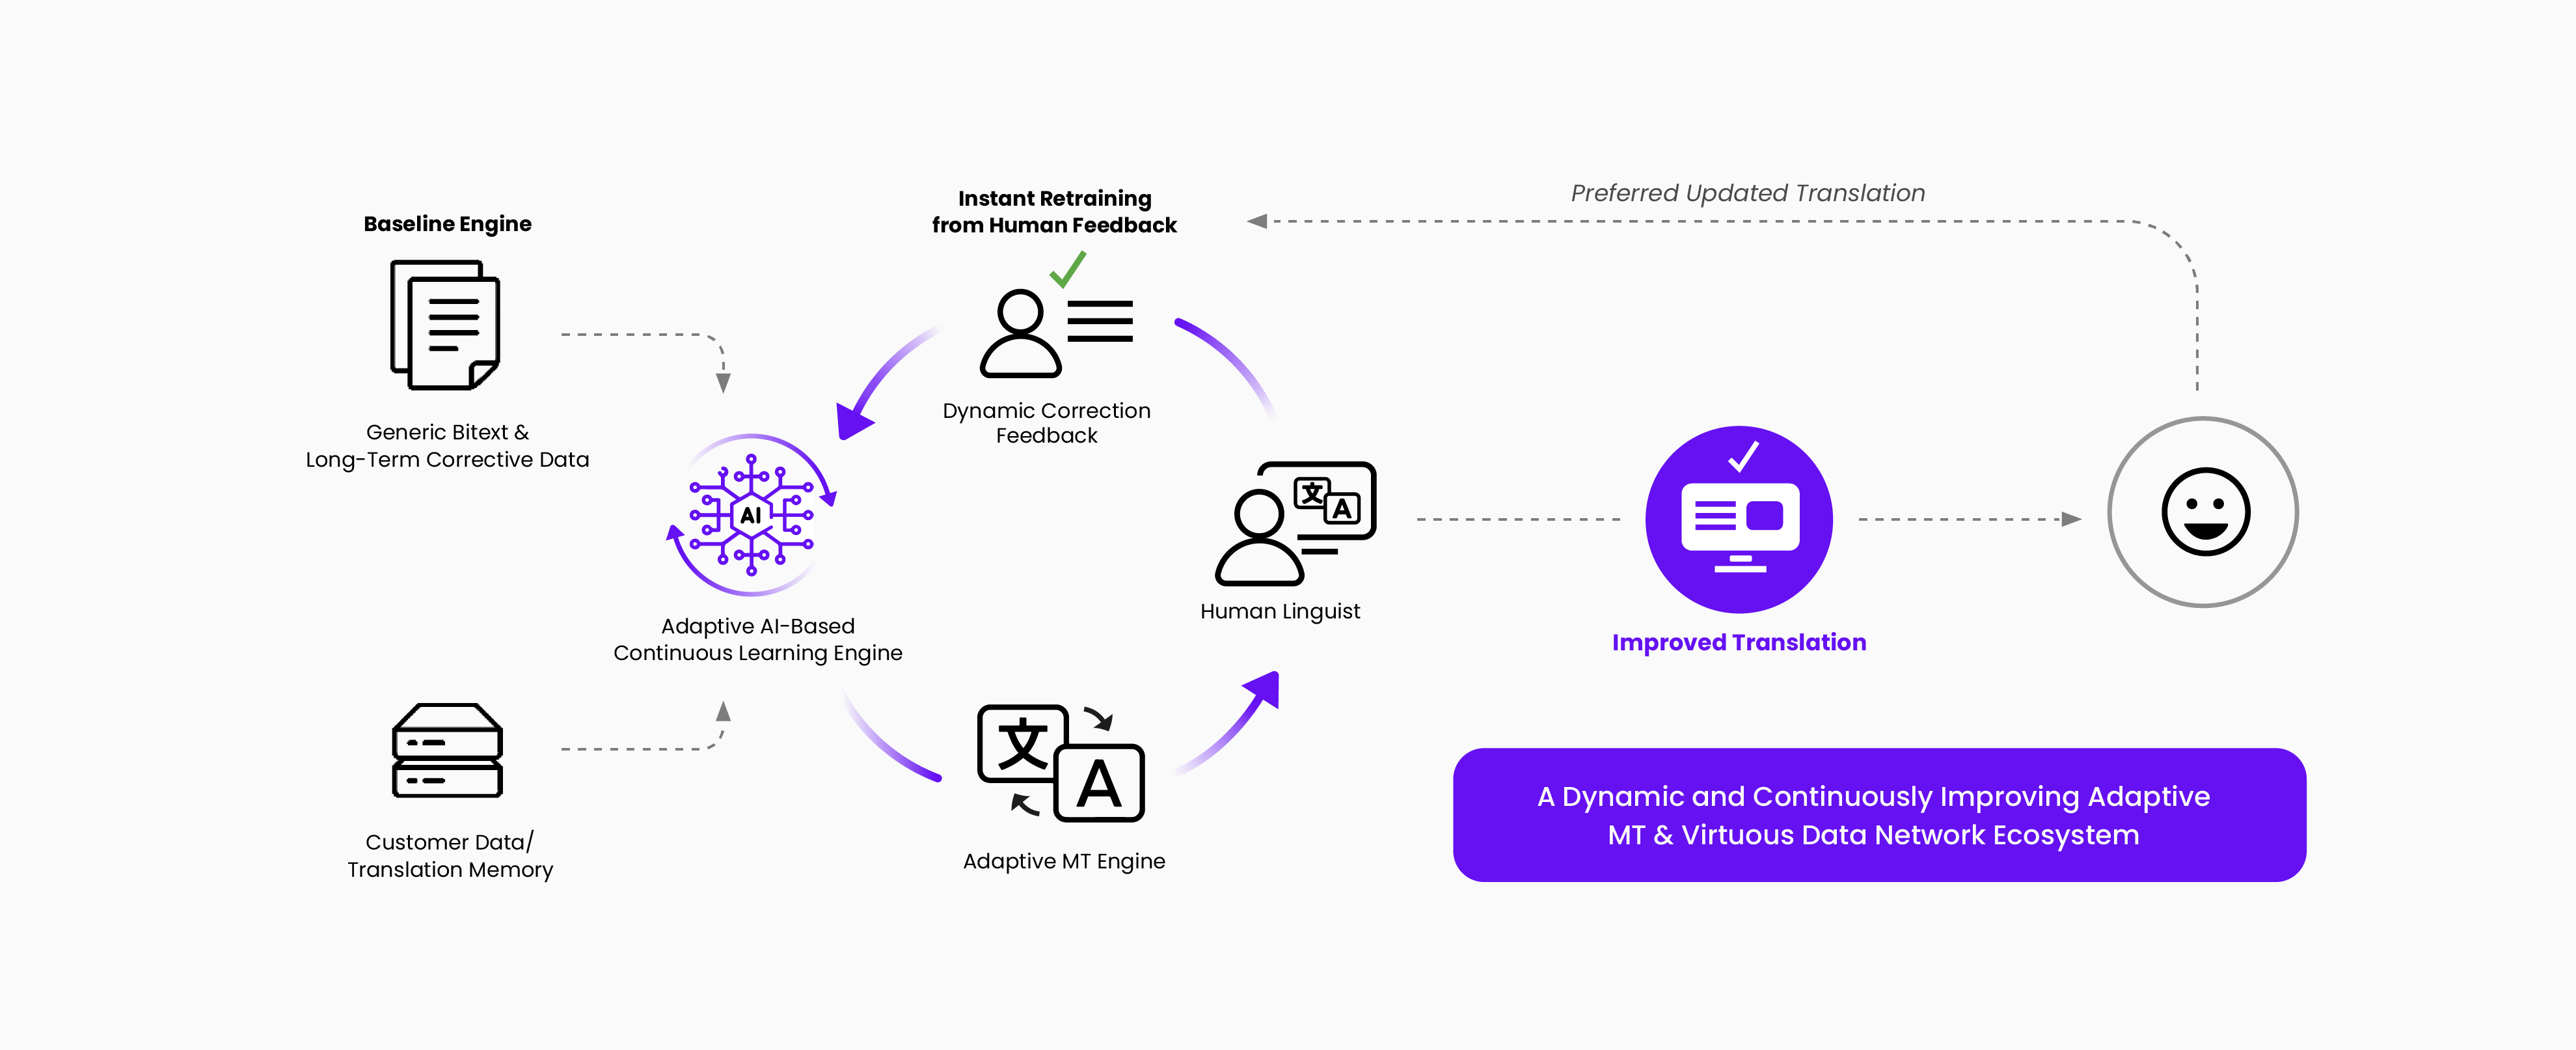 Baseline Engine
Generic Bitext &
Long-Term Corrective Data
Customer Data/
Translation Memory
AI
Adaptive AI-Based
Continuous Learning Engine
Instant Retraining
from Human Feedback
Dynamic Correction
Feedback
文
A
Adaptive MT Engine
文
A
Human Linguist
Improved Translation
Preferred Updated Translation
A Dynamic and Continuously Improving Adaptive
MT & Virtuous Data Network Ecosystem